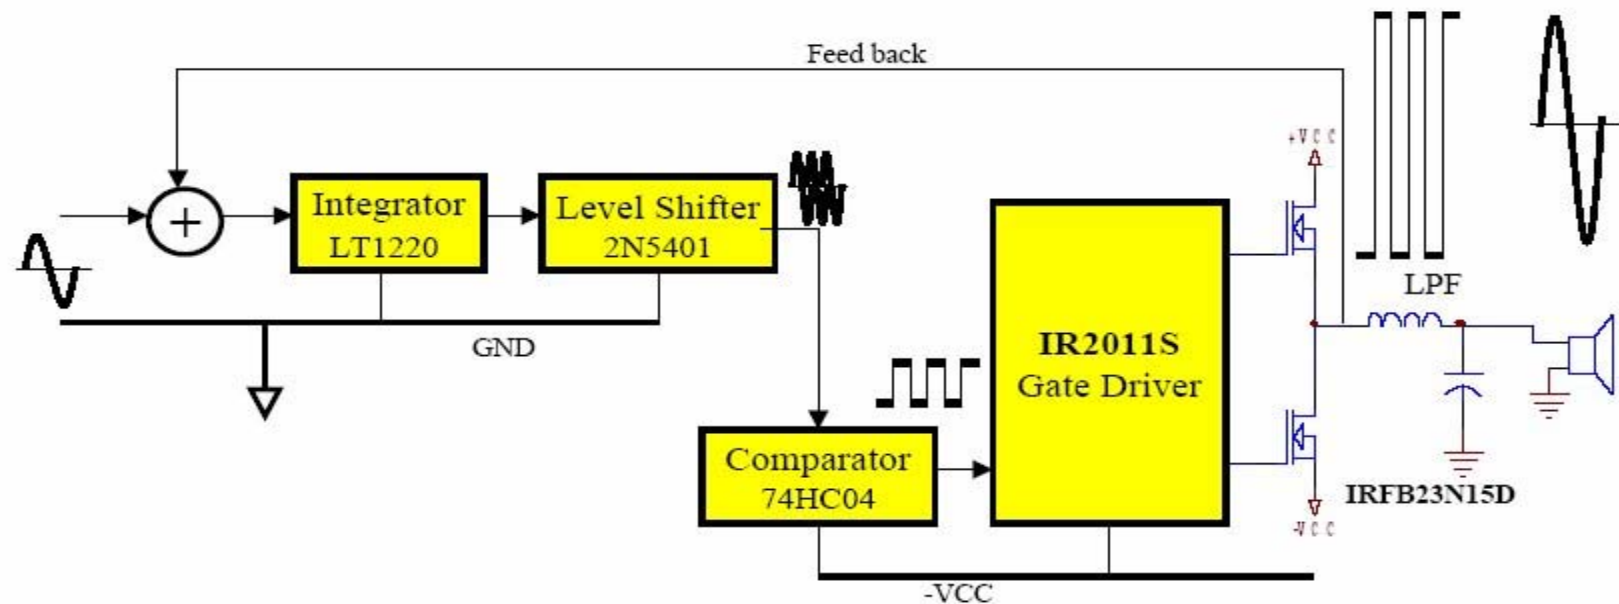 Feed back
+VCC
Integrator
LT1220
Level Shifter
2N5401
+
LPF
GND
IR2011S
Gate Driver
Comparator
74HC04
IRFB23N15D
-VCC
-VCC